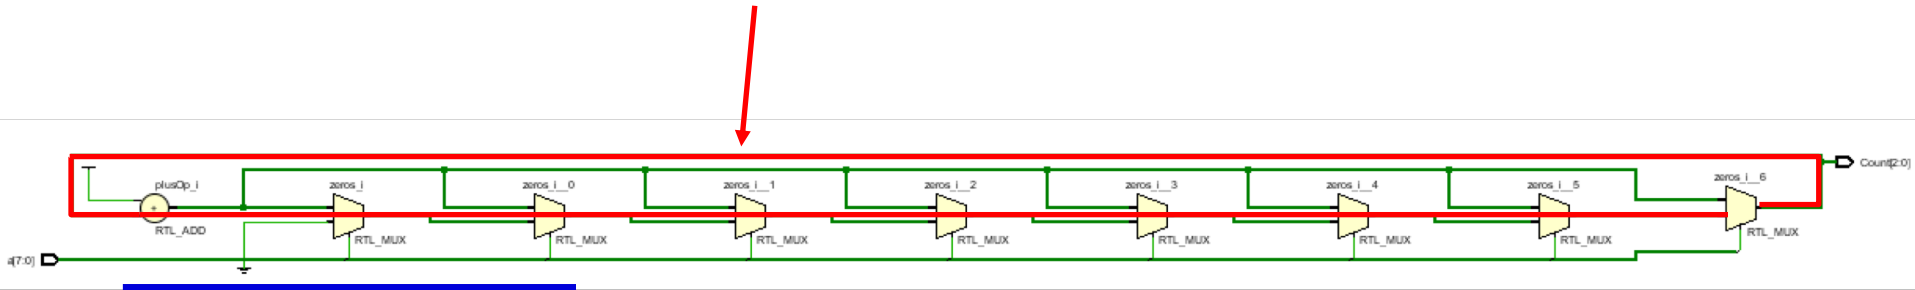 Count[2:0]
plusOp_i
RTL_ADD
zeros_i
RTL_MUX
zeros_i__0
RTL_MUX
zeros_i__1
RTL_MUX
zeros_i__2
RTL_MUX
zeros_i__3
RTL_MUX
zeros_i__4
RTL_MUX
zeros_i__5
RTL_MUX
zeros_i__6
RTL_MUX
a[7:0]